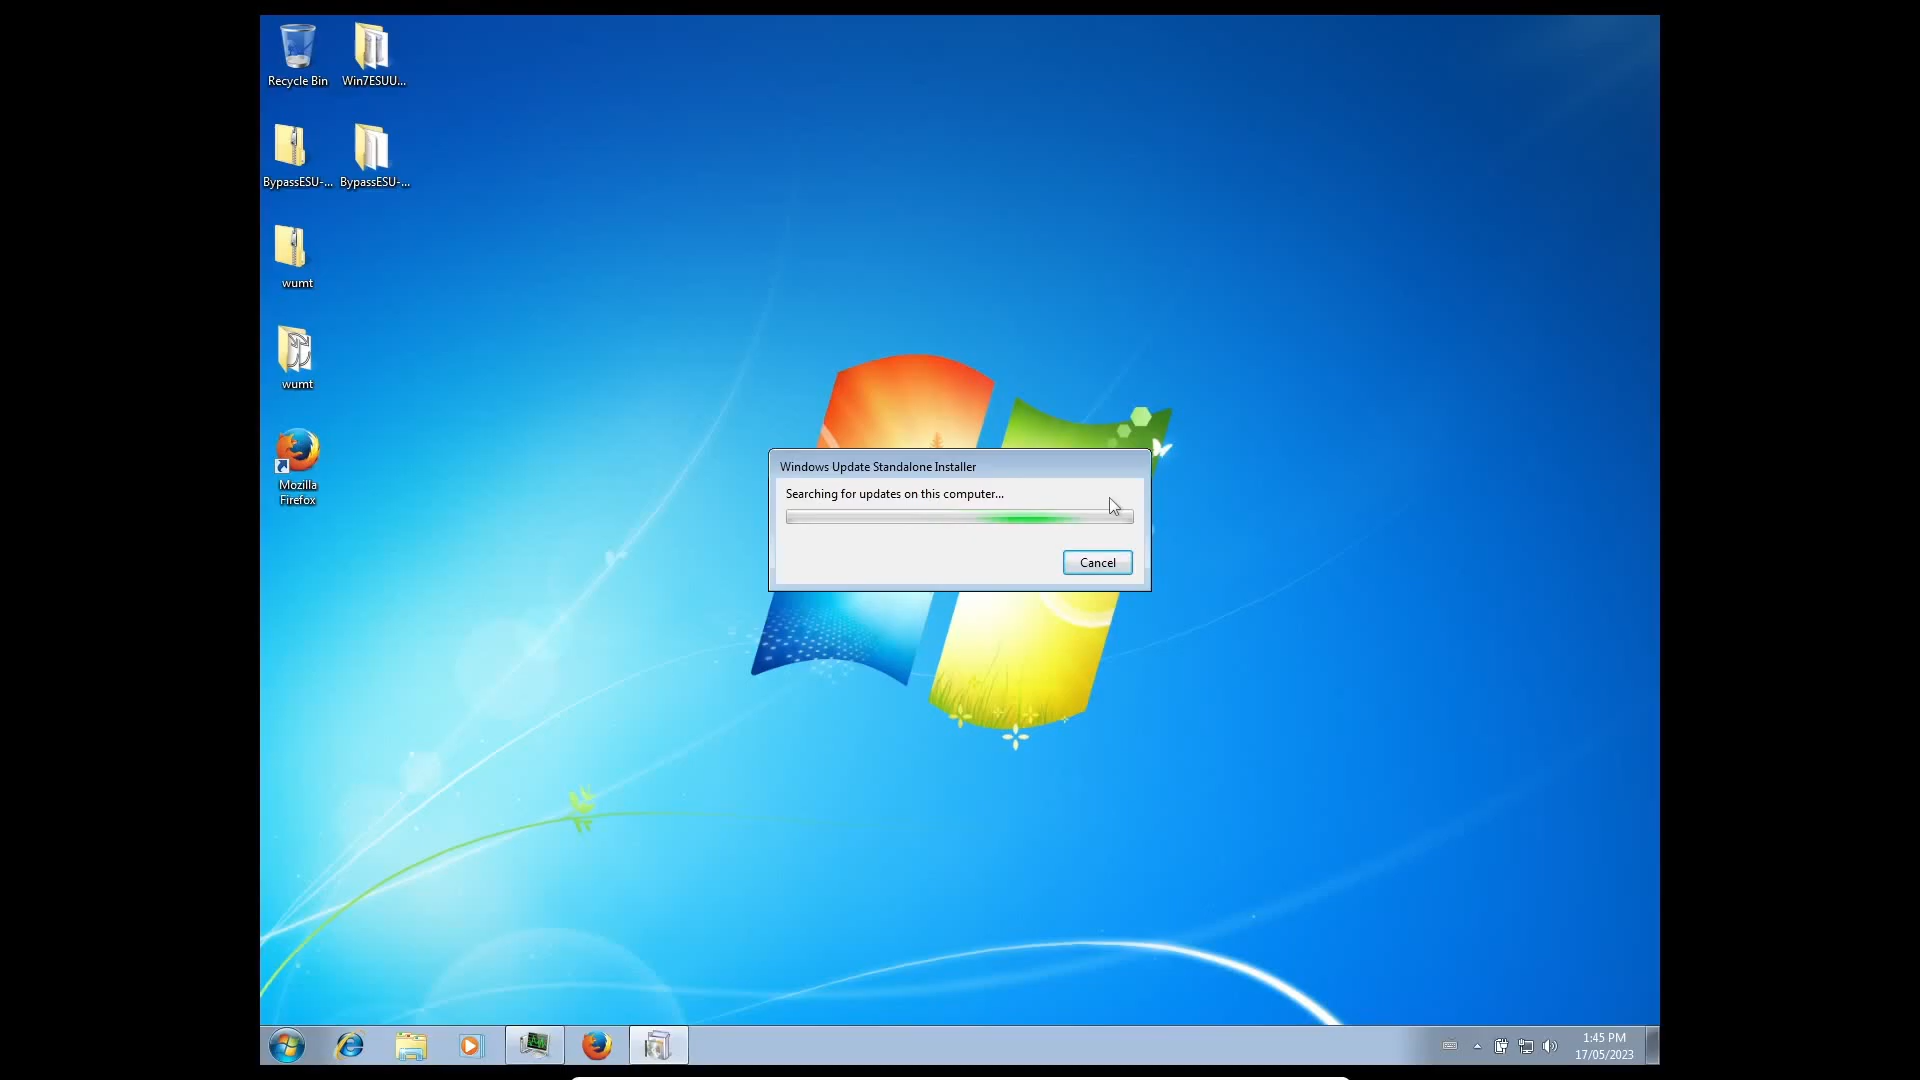 Recycle Bin
Win7ESUU...
BypassESU-...
BypassESU-...
wumt
wumt
Mozilla
Firefox
Windows Update Standalone Installer
Searching for updates on this computer...
Cancel
1:45 PM
17/05/2023